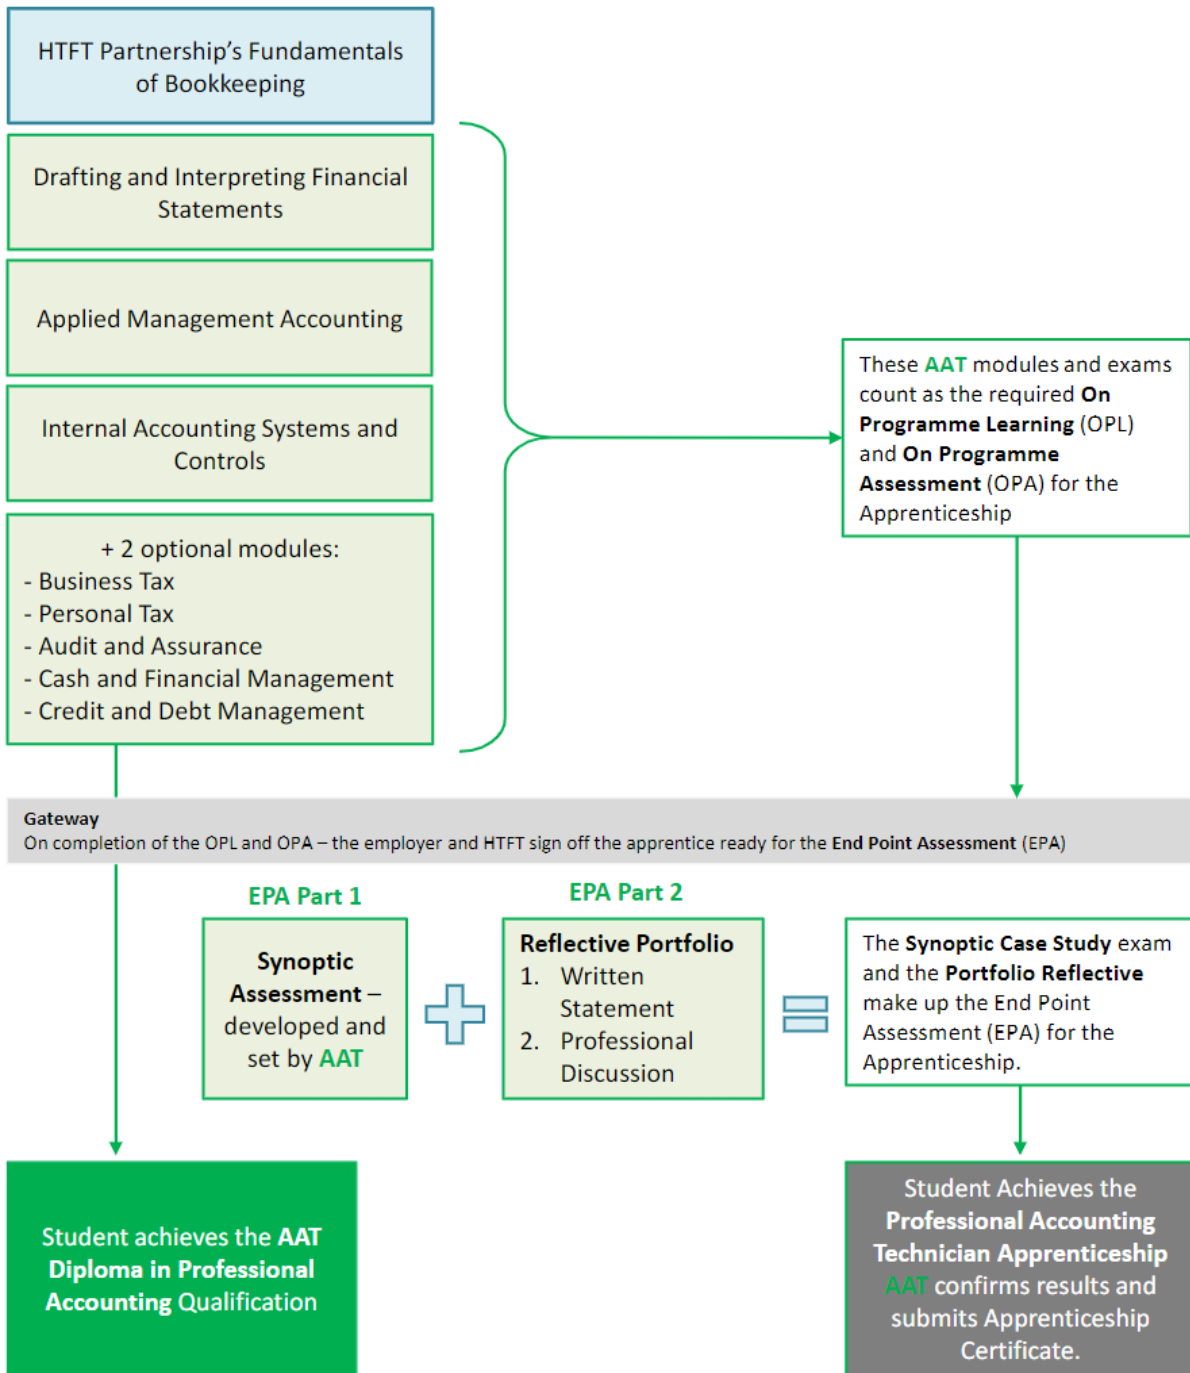 HTFT Partnership’s Fundamentals
of Bookkeeping
Drafting and Interpreting Financial
Statements
Applied Management Accounting
Internal Accounting Systems and
Controls
+ 2 optional modules:
- Business Tax
- Personal Tax
- Audit and Assurance
- Cash and Financial Management
- Credit and Debt Management
These AAT modules and exams
count as the required On
Programme Learning (OPL)
and On Programme
Assessment (OPA) for the
Apprenticeship
Gateway
On completion of the OPL and OPA – the employer and HTFT sign off the apprentice ready for the End Point Assessment (EPA)
EPA Part 1
Synoptic
Assessment –
developed and
set by AAT
EPA Part 2
Reflective Portfolio
1. Written
Statement
2. Professional
Discussion
The Synoptic Case Study exam
and the Portfolio Reflective
make up the End Point
Assessment (EPA) for the
Apprenticeship.
Student achieves the AAT
Diploma in Professional
Accounting Qualification
Student Achieves the
Professional Accounting
Technician Apprenticeship
AAT confirms results and
submits Apprenticeship
Certificate.